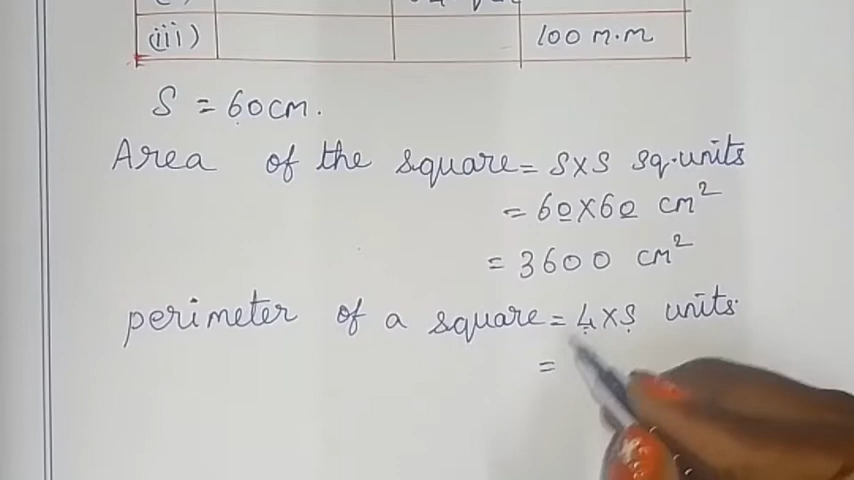 (iii) 100 m.m
S = 60cm.
Area of the square = S×S sq.units
= 60×60 cm²
= 3600 cm²
perimeter of a square = 4×S units.
=